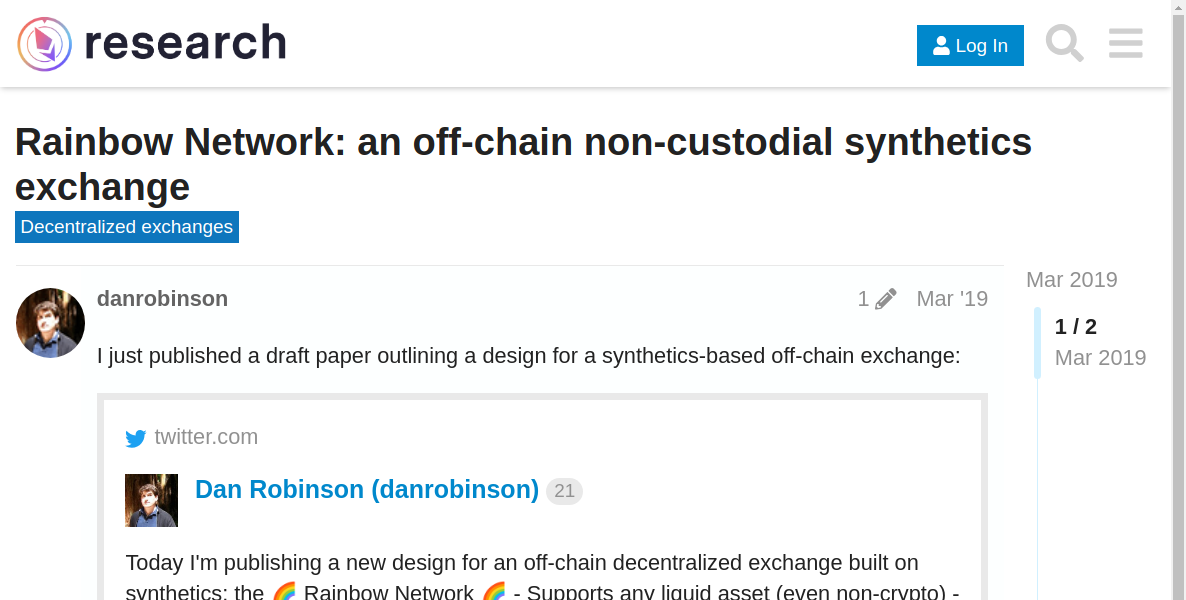 research
Log In
Rainbow Network: an off-chain non-custodial synthetics
exchange
Decentralized exchanges
danrobinson
1
Mar '19
Mar 2019
1 / 2
Mar 2019
I just published a draft paper outlining a design for a synthetics-based off-chain exchange:
twitter.com
Dan Robinson (danrobinson) 21
Today I'm publishing a new design for an off-chain decentralized exchange built on
synthetics: the 🌈 Rainbow Network 🌈 - Supports any liquid asset (even non-crypto) -